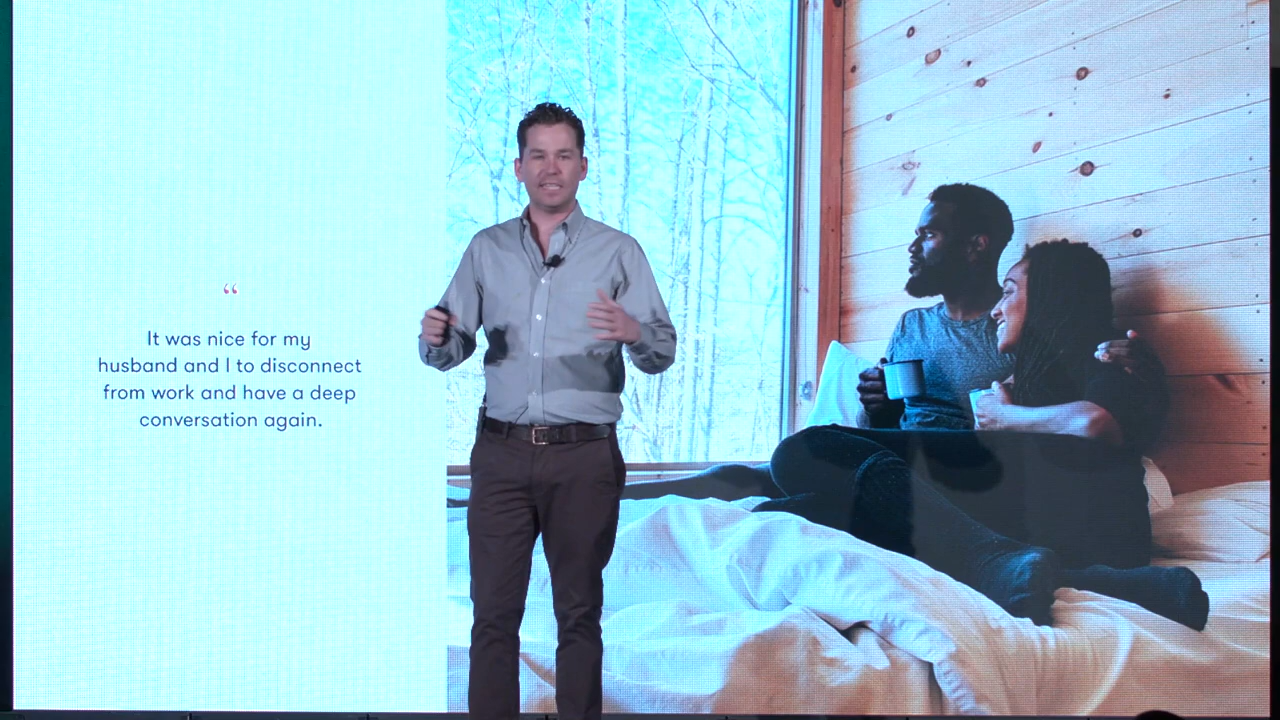 “
It was nice for my
husband and I to disconnect
from work and have a deep
conversation again.